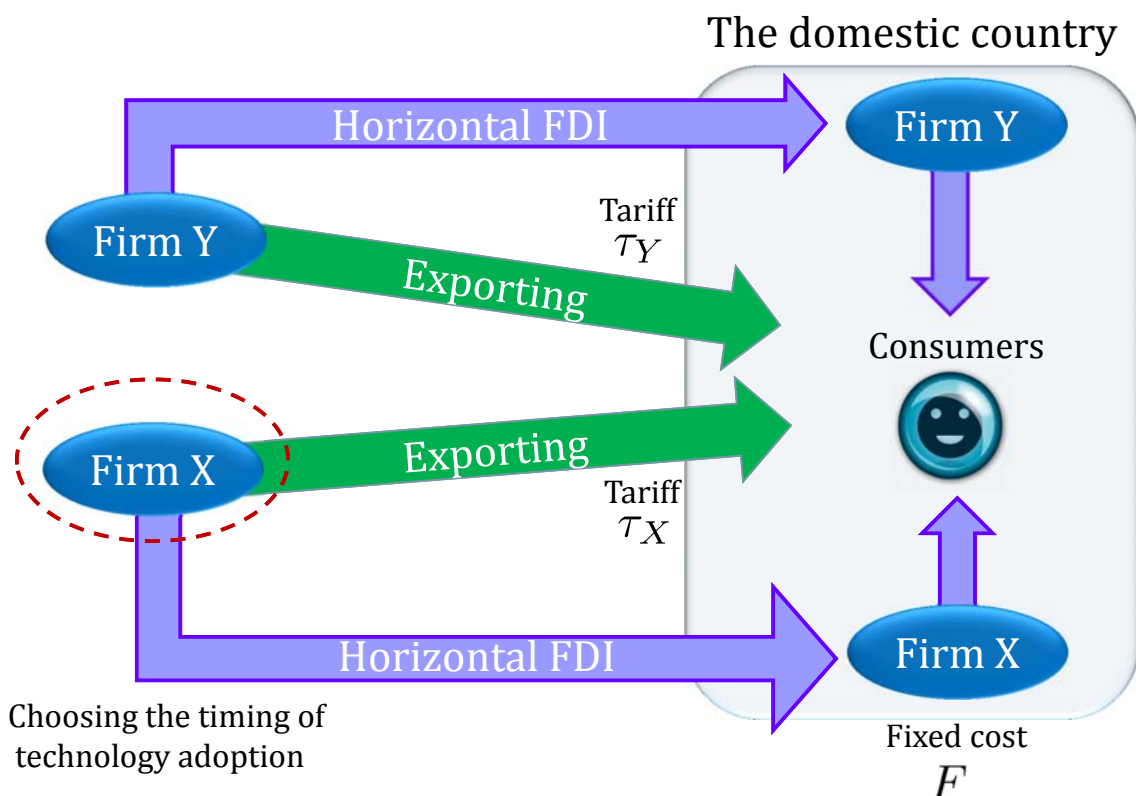 The domestic country
Horizontal FDI
Firm Y
Firm Y
Tariff
τ_Y
Exporting
Consumers
Firm X
Exporting
Tariff
τ_X
Horizontal FDI
Firm X
Choosing the timing of
technology adoption
Fixed cost
F